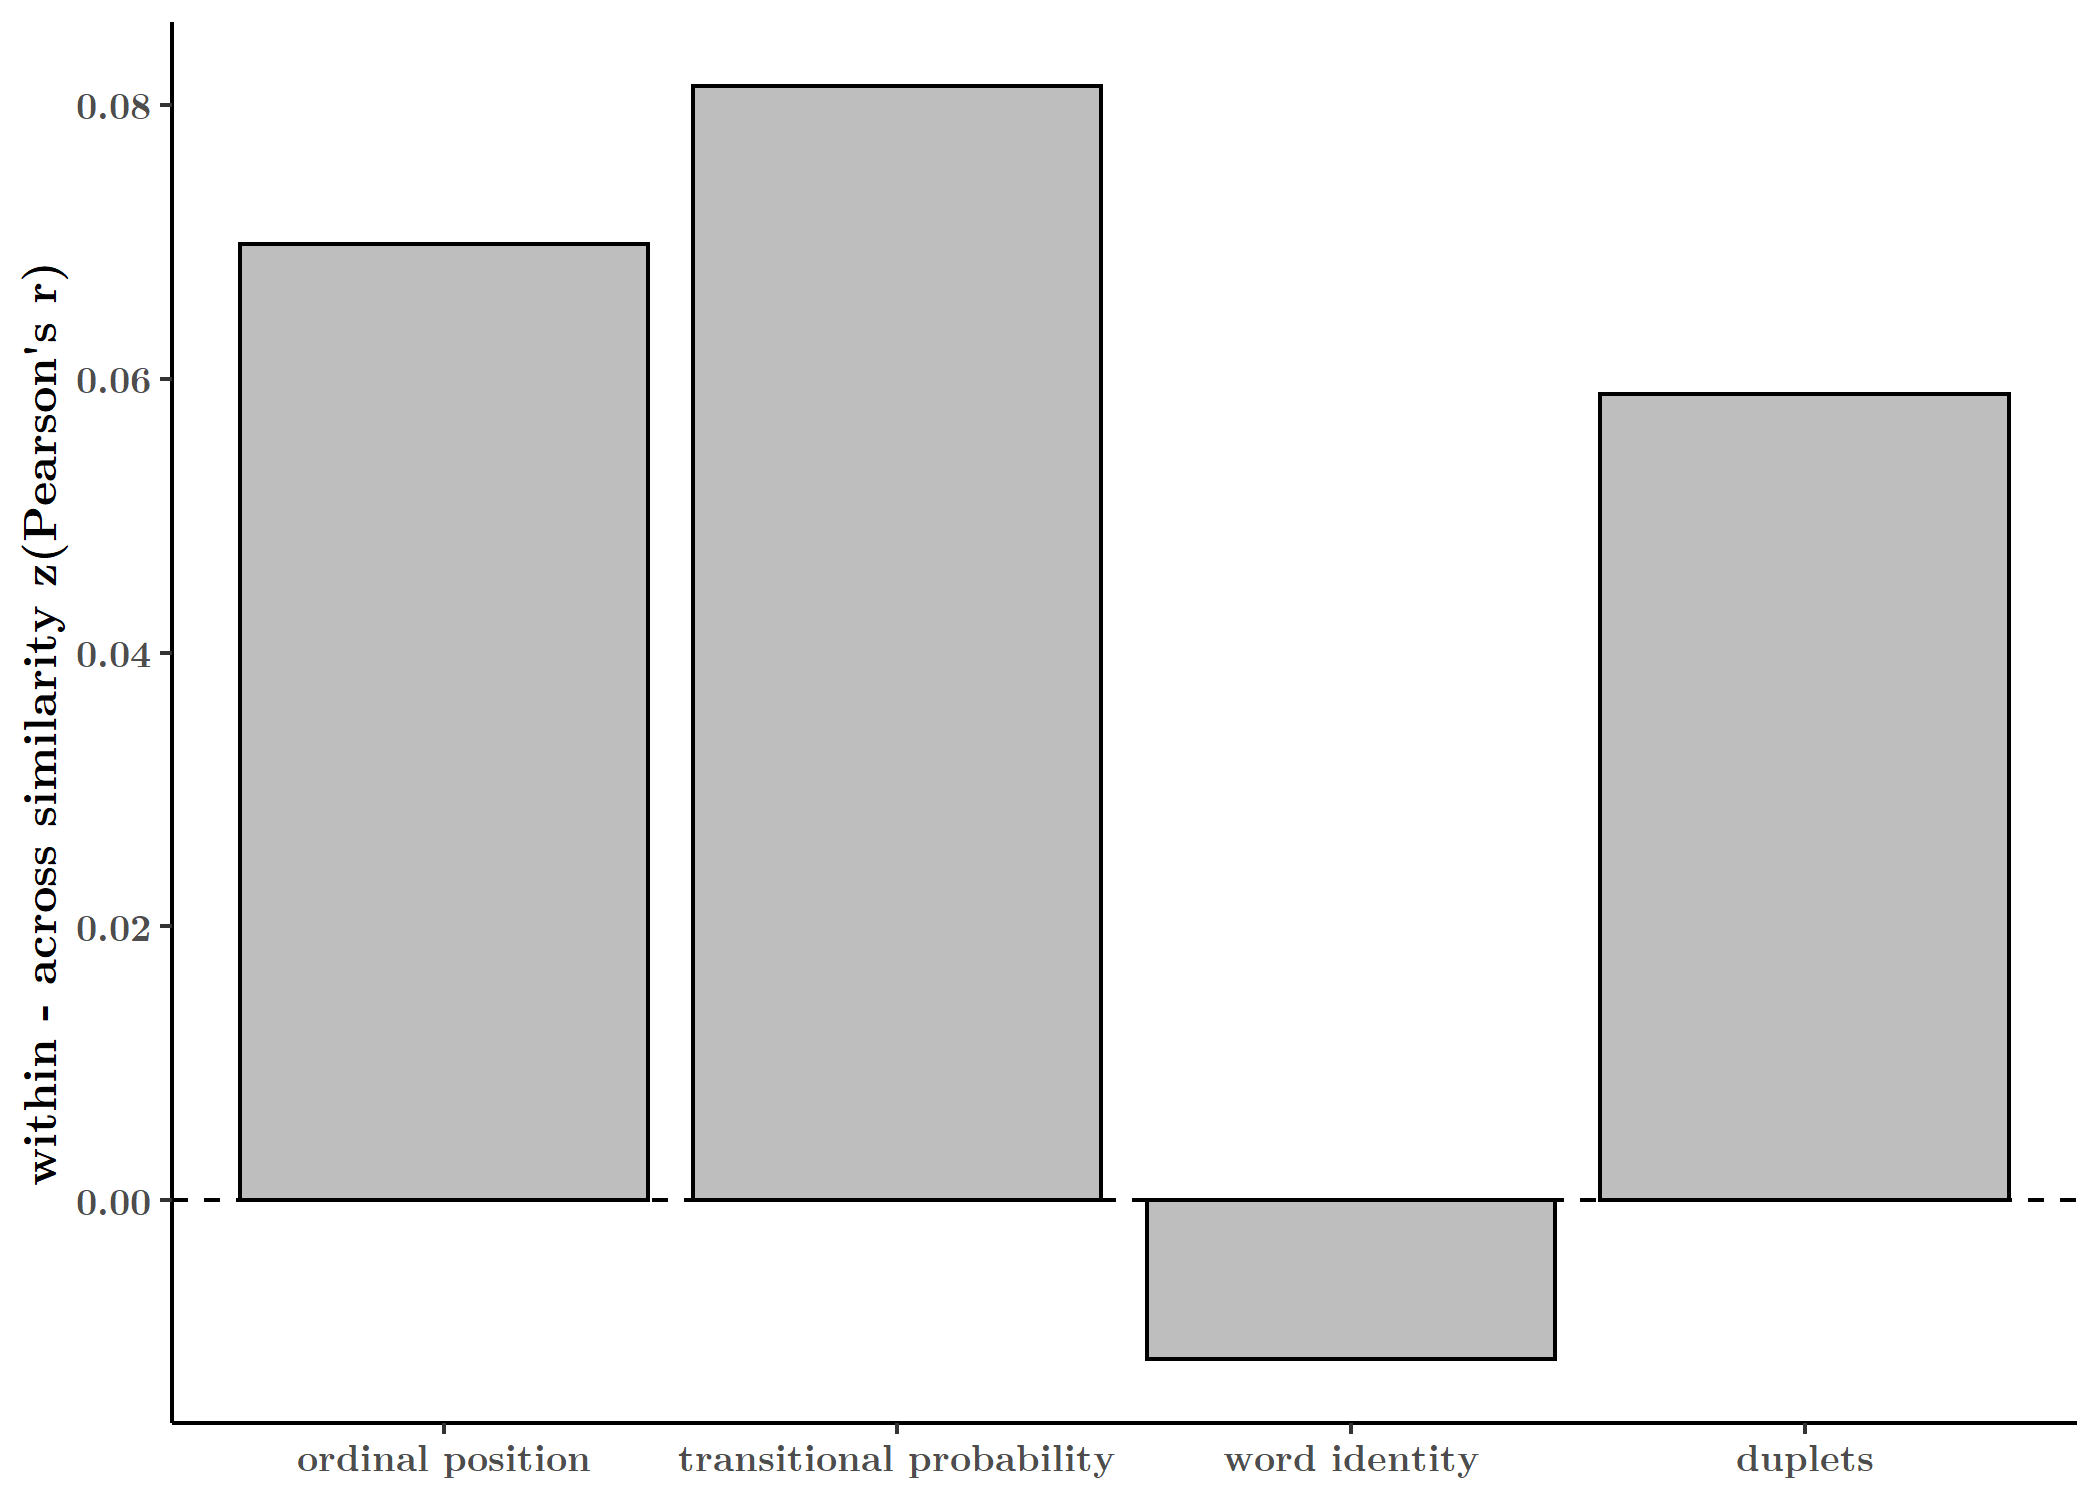 within - across similarity z(Pearson's r)
0.08
0.06
0.04
0.02
0.00
ordinal position
transitional probability
word identity
duplets